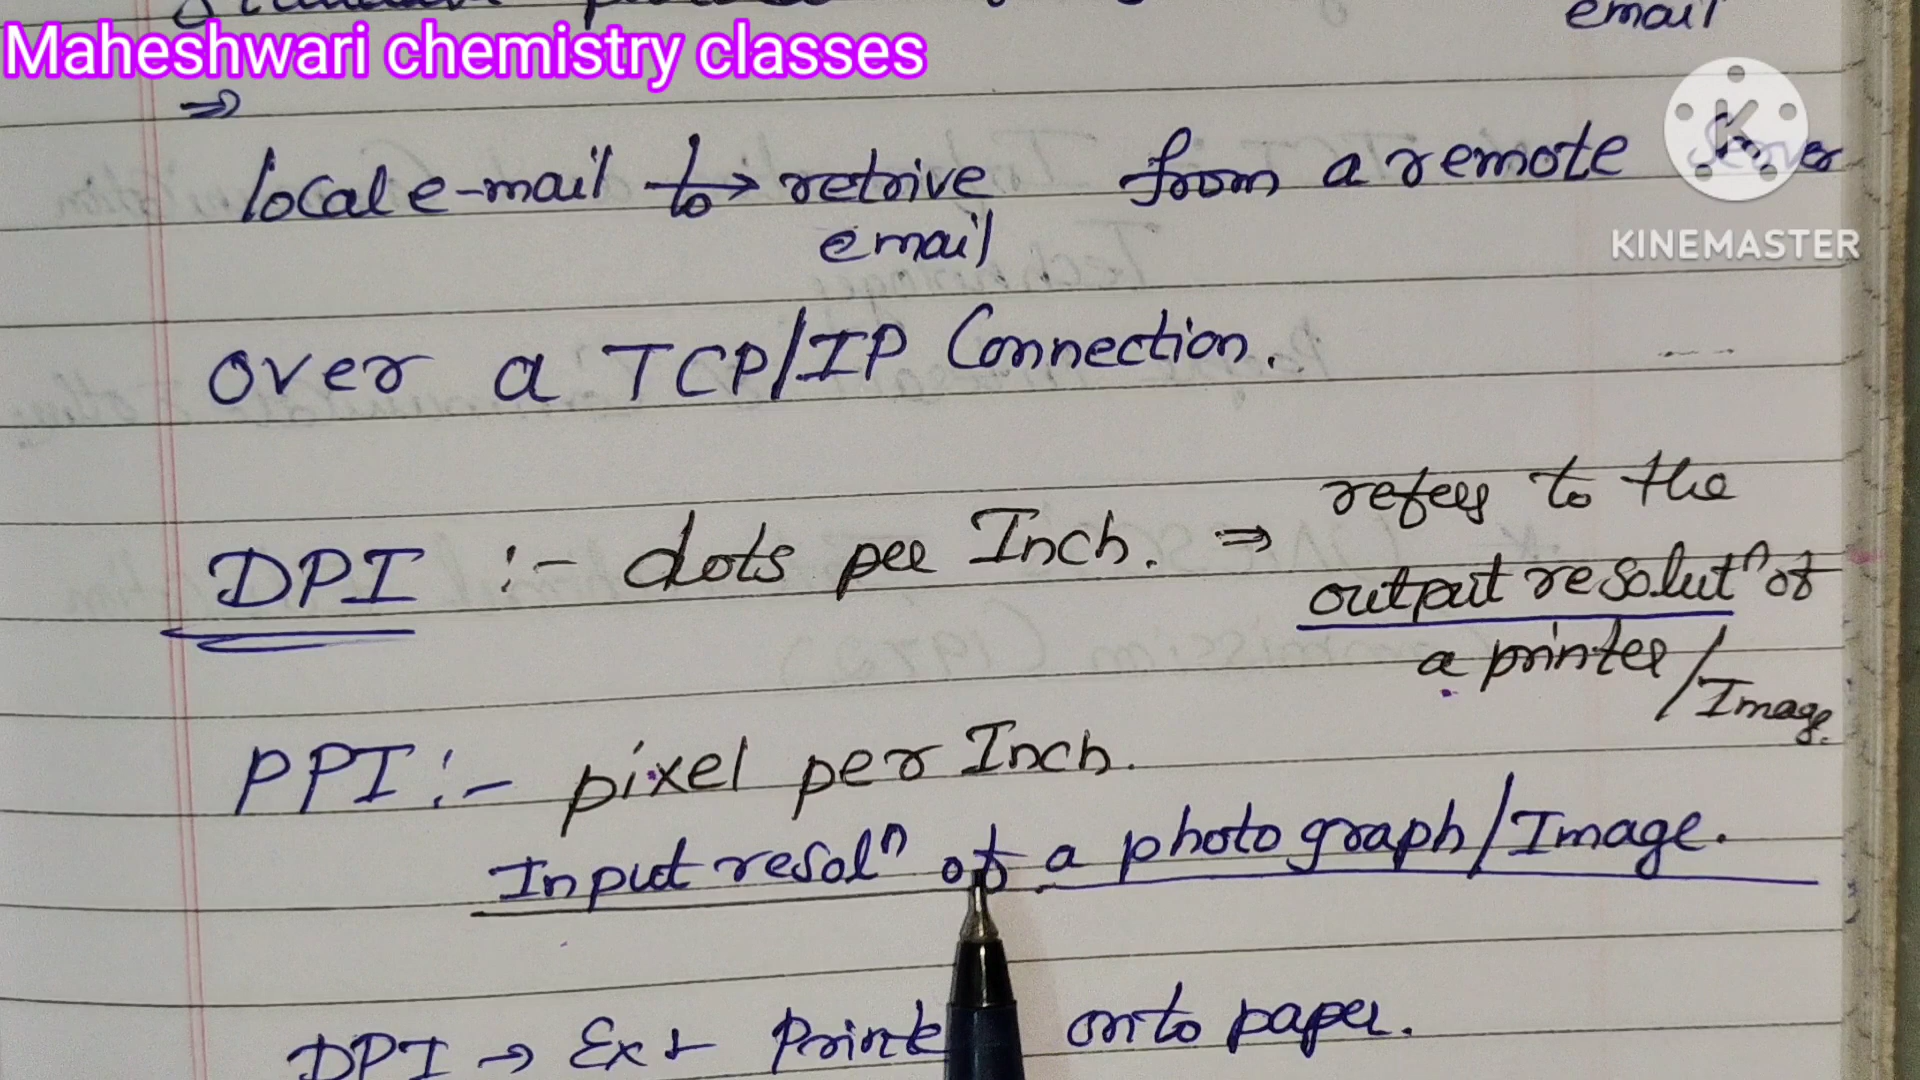 email
Maheshwari chemistry classes
⇒
local e-mail to → retrive from a remote
email
KINEMASTER
over a TCP/IP Connection.
DPI :- dots per Inch. ⇒ refers to the
output resolutⁿ of
a printer / Image.
PPI :- pixel per Inch.
Input resolⁿ of a photograph/Image.
DPI → Ex onto paper.